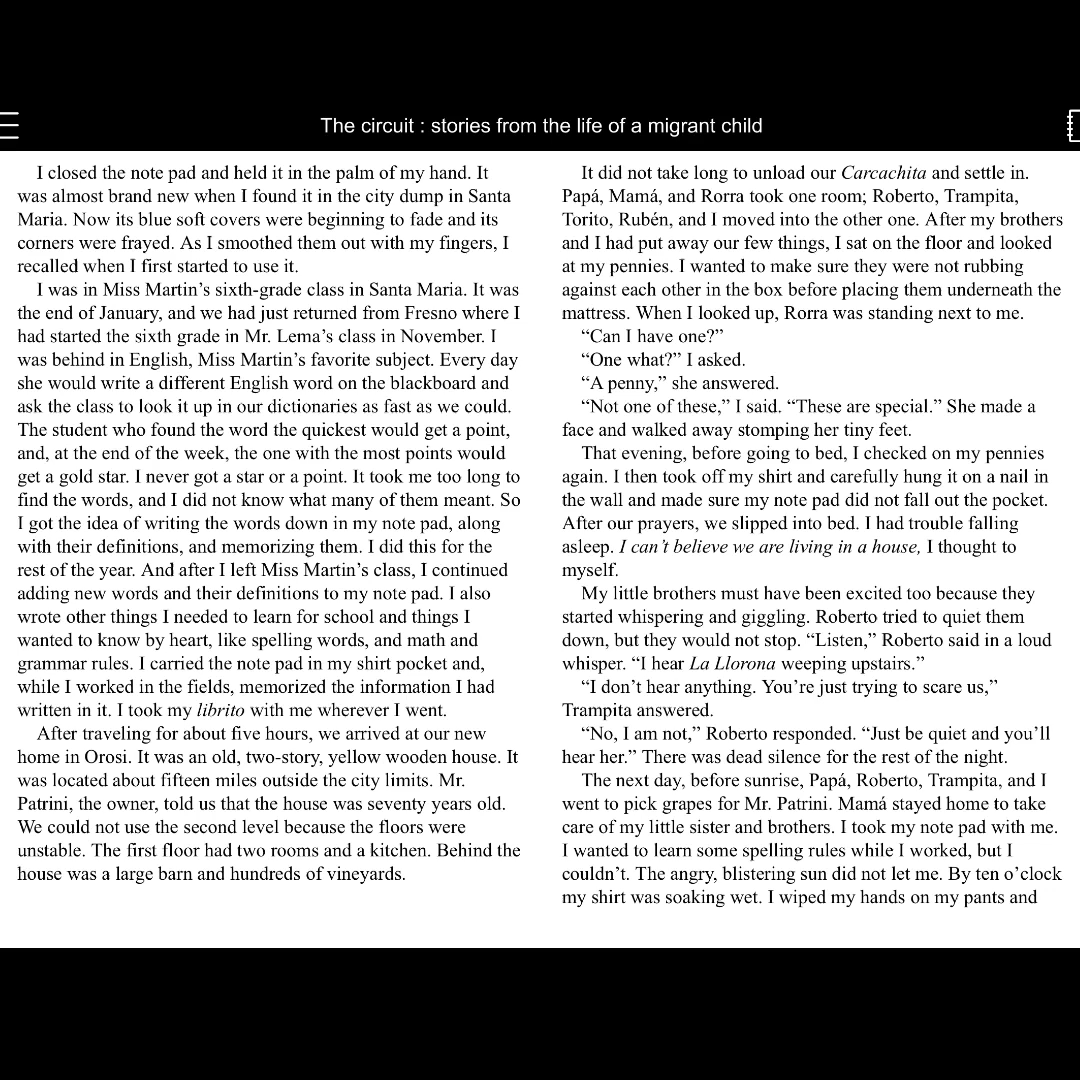 The circuit : stories from the life of a migrant child
I closed the note pad and held it in the palm of my hand. It
was almost brand new when I found it in the city dump in Santa
Maria. Now its blue soft covers were beginning to fade and its
corners were frayed. As I smoothed them out with my fingers, I
recalled when I first started to use it.
I was in Miss Martin’s sixth-grade class in Santa Maria. It was
the end of January, and we had just returned from Fresno where I
had started the sixth grade in Mr. Lema’s class in November. I
was behind in English, Miss Martin’s favorite subject. Every day
she would write a different English word on the blackboard and
ask the class to look it up in our dictionaries as fast as we could.
The student who found the word the quickest would get a point,
and, at the end of the week, the one with the most points would
get a gold star. I never got a star or a point. It took me too long to
find the words, and I did not know what many of them meant. So
I got the idea of writing the words down in my note pad, along
with their definitions, and memorizing them. I did this for the
rest of the year. And after I left Miss Martin’s class, I continued
adding new words and their definitions to my note pad. I also
wrote other things I needed to learn for school and things I
wanted to know by heart, like spelling words, and math and
grammar rules. I carried the note pad in my shirt pocket and,
while I worked in the fields, memorized the information I had
written in it. I took my librito with me wherever I went.
After traveling for about five hours, we arrived at our new
home in Orosi. It was an old, two-story, yellow wooden house. It
was located about fifteen miles outside the city limits. Mr.
Patrini, the owner, told us that the house was seventy years old.
We could not use the second level because the floors were
unstable. The first floor had two rooms and a kitchen. Behind the
house was a large barn and hundreds of vineyards.
It did not take long to unload our Carcachita and settle in.
Papá, Mamá, and Rorra took one room; Roberto, Trampita,
Torito, Rubén, and I moved into the other one. After my brothers
and I had put away our few things, I sat on the floor and looked
at my pennies. I wanted to make sure they were not rubbing
against each other in the box before placing them underneath the
mattress. When I looked up, Rorra was standing next to me.
“Can I have one?”
“One what?” I asked.
“A penny,” she answered.
“Not one of these,” I said. “These are special.” She made a
face and walked away stomping her tiny feet.
That evening, before going to bed, I checked on my pennies
again. I then took off my shirt and carefully hung it on a nail in
the wall and made sure my note pad did not fall out the pocket.
After our prayers, we slipped into bed. I had trouble falling
asleep. I can’t believe we are living in a house, I thought to
myself.
My little brothers must have been excited too because they
started whispering and giggling. Roberto tried to quiet them
down, but they would not stop. “Listen,” Roberto said in a loud
whisper. “I hear La Llorona weeping upstairs.”
“I don’t hear anything. You’re just trying to scare us,”
Trampita answered.
“No, I am not,” Roberto responded. “Just be quiet and you’ll
hear her.” There was dead silence for the rest of the night.
The next day, before sunrise, Papá, Roberto, Trampita, and I
went to pick grapes for Mr. Patrini. Mamá stayed home to take
care of my little sister and brothers. I took my note pad with me.
I wanted to learn some spelling rules while I worked, but I
couldn’t. The angry, blistering sun did not let me. By ten o’clock
my shirt was soaking wet. I wiped my hands on my pants and